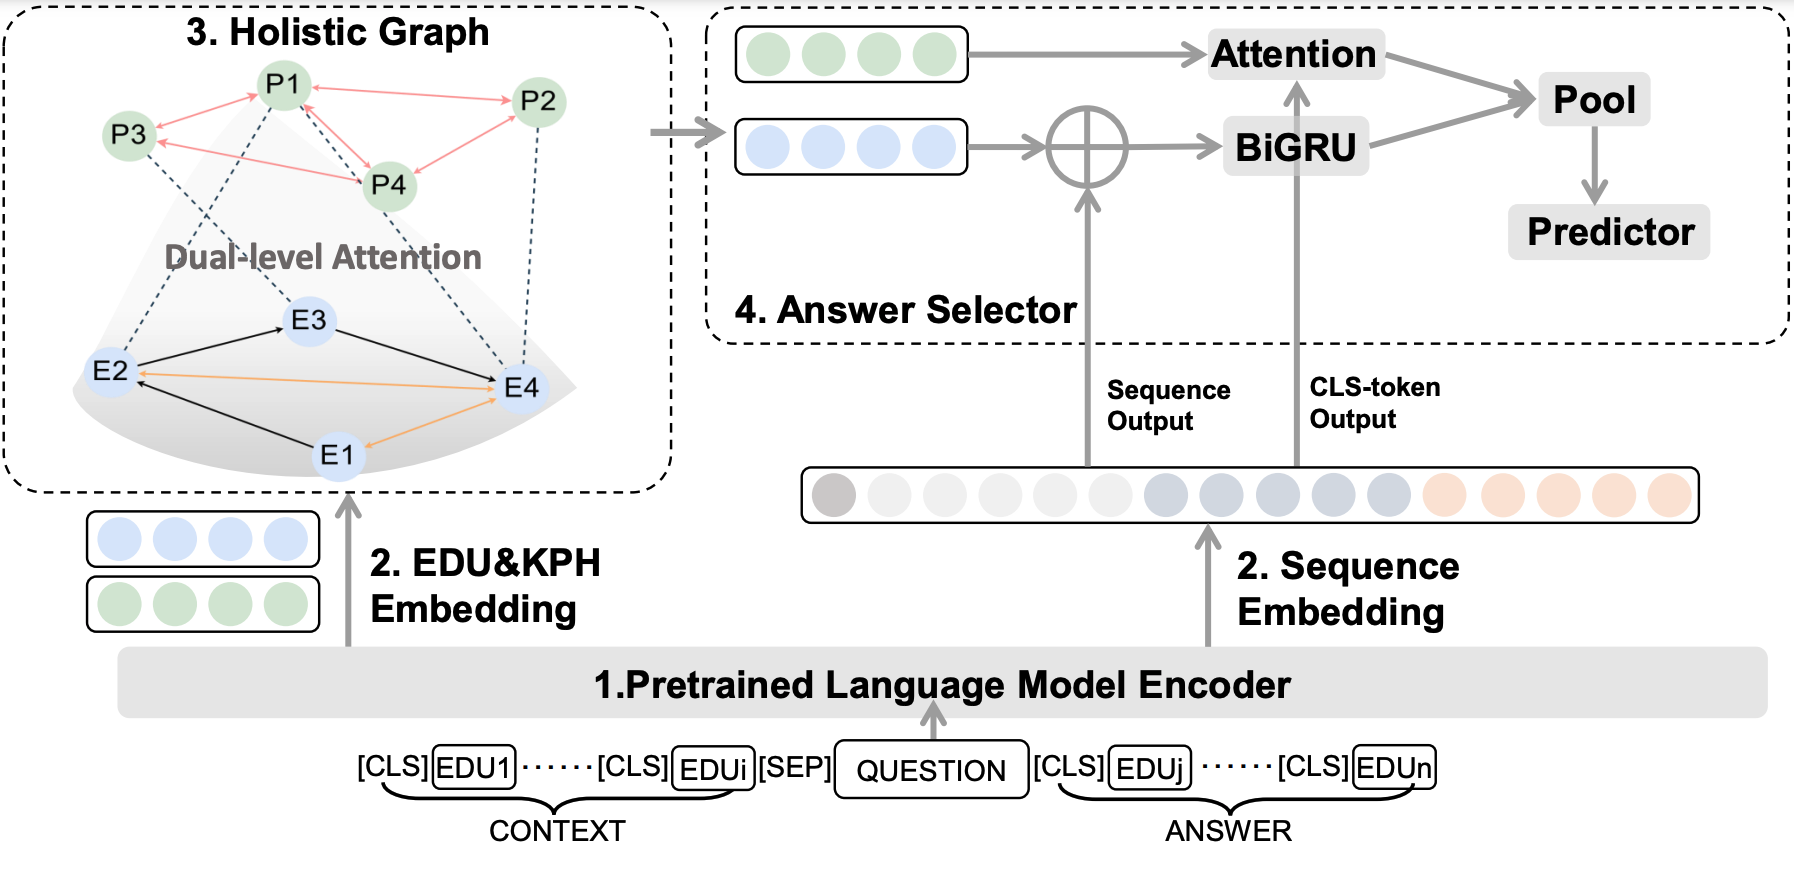 3. Holistic Graph
P1
P2
P3
P4
Dual-level Attention
E3
E2
E4
E1
Attention
Pool
BiGRU
Predictor
4. Answer Selector
Sequence
Output
CLS-token
Output
2. EDU&KPH
Embedding
2. Sequence
Embedding
1.Pretrained Language Model Encoder
[CLS] EDU1 ······ [CLS] EDUi [SEP] QUESTION [CLS] EDUj ······ [CLS] EDUn
CONTEXT
ANSWER